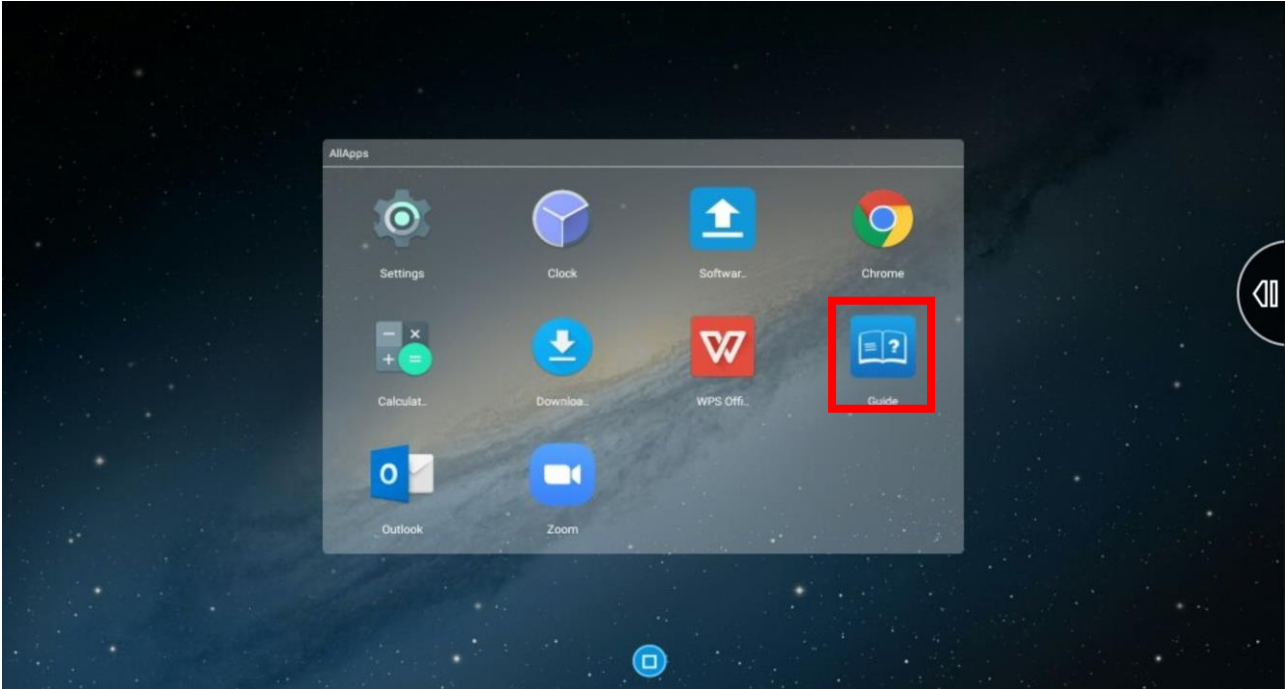 AllApps
Settings
Clock
Softwar..
Chrome
Calculat..
Downloa..
WPS Offi..
Guide
Outlook
Zoom